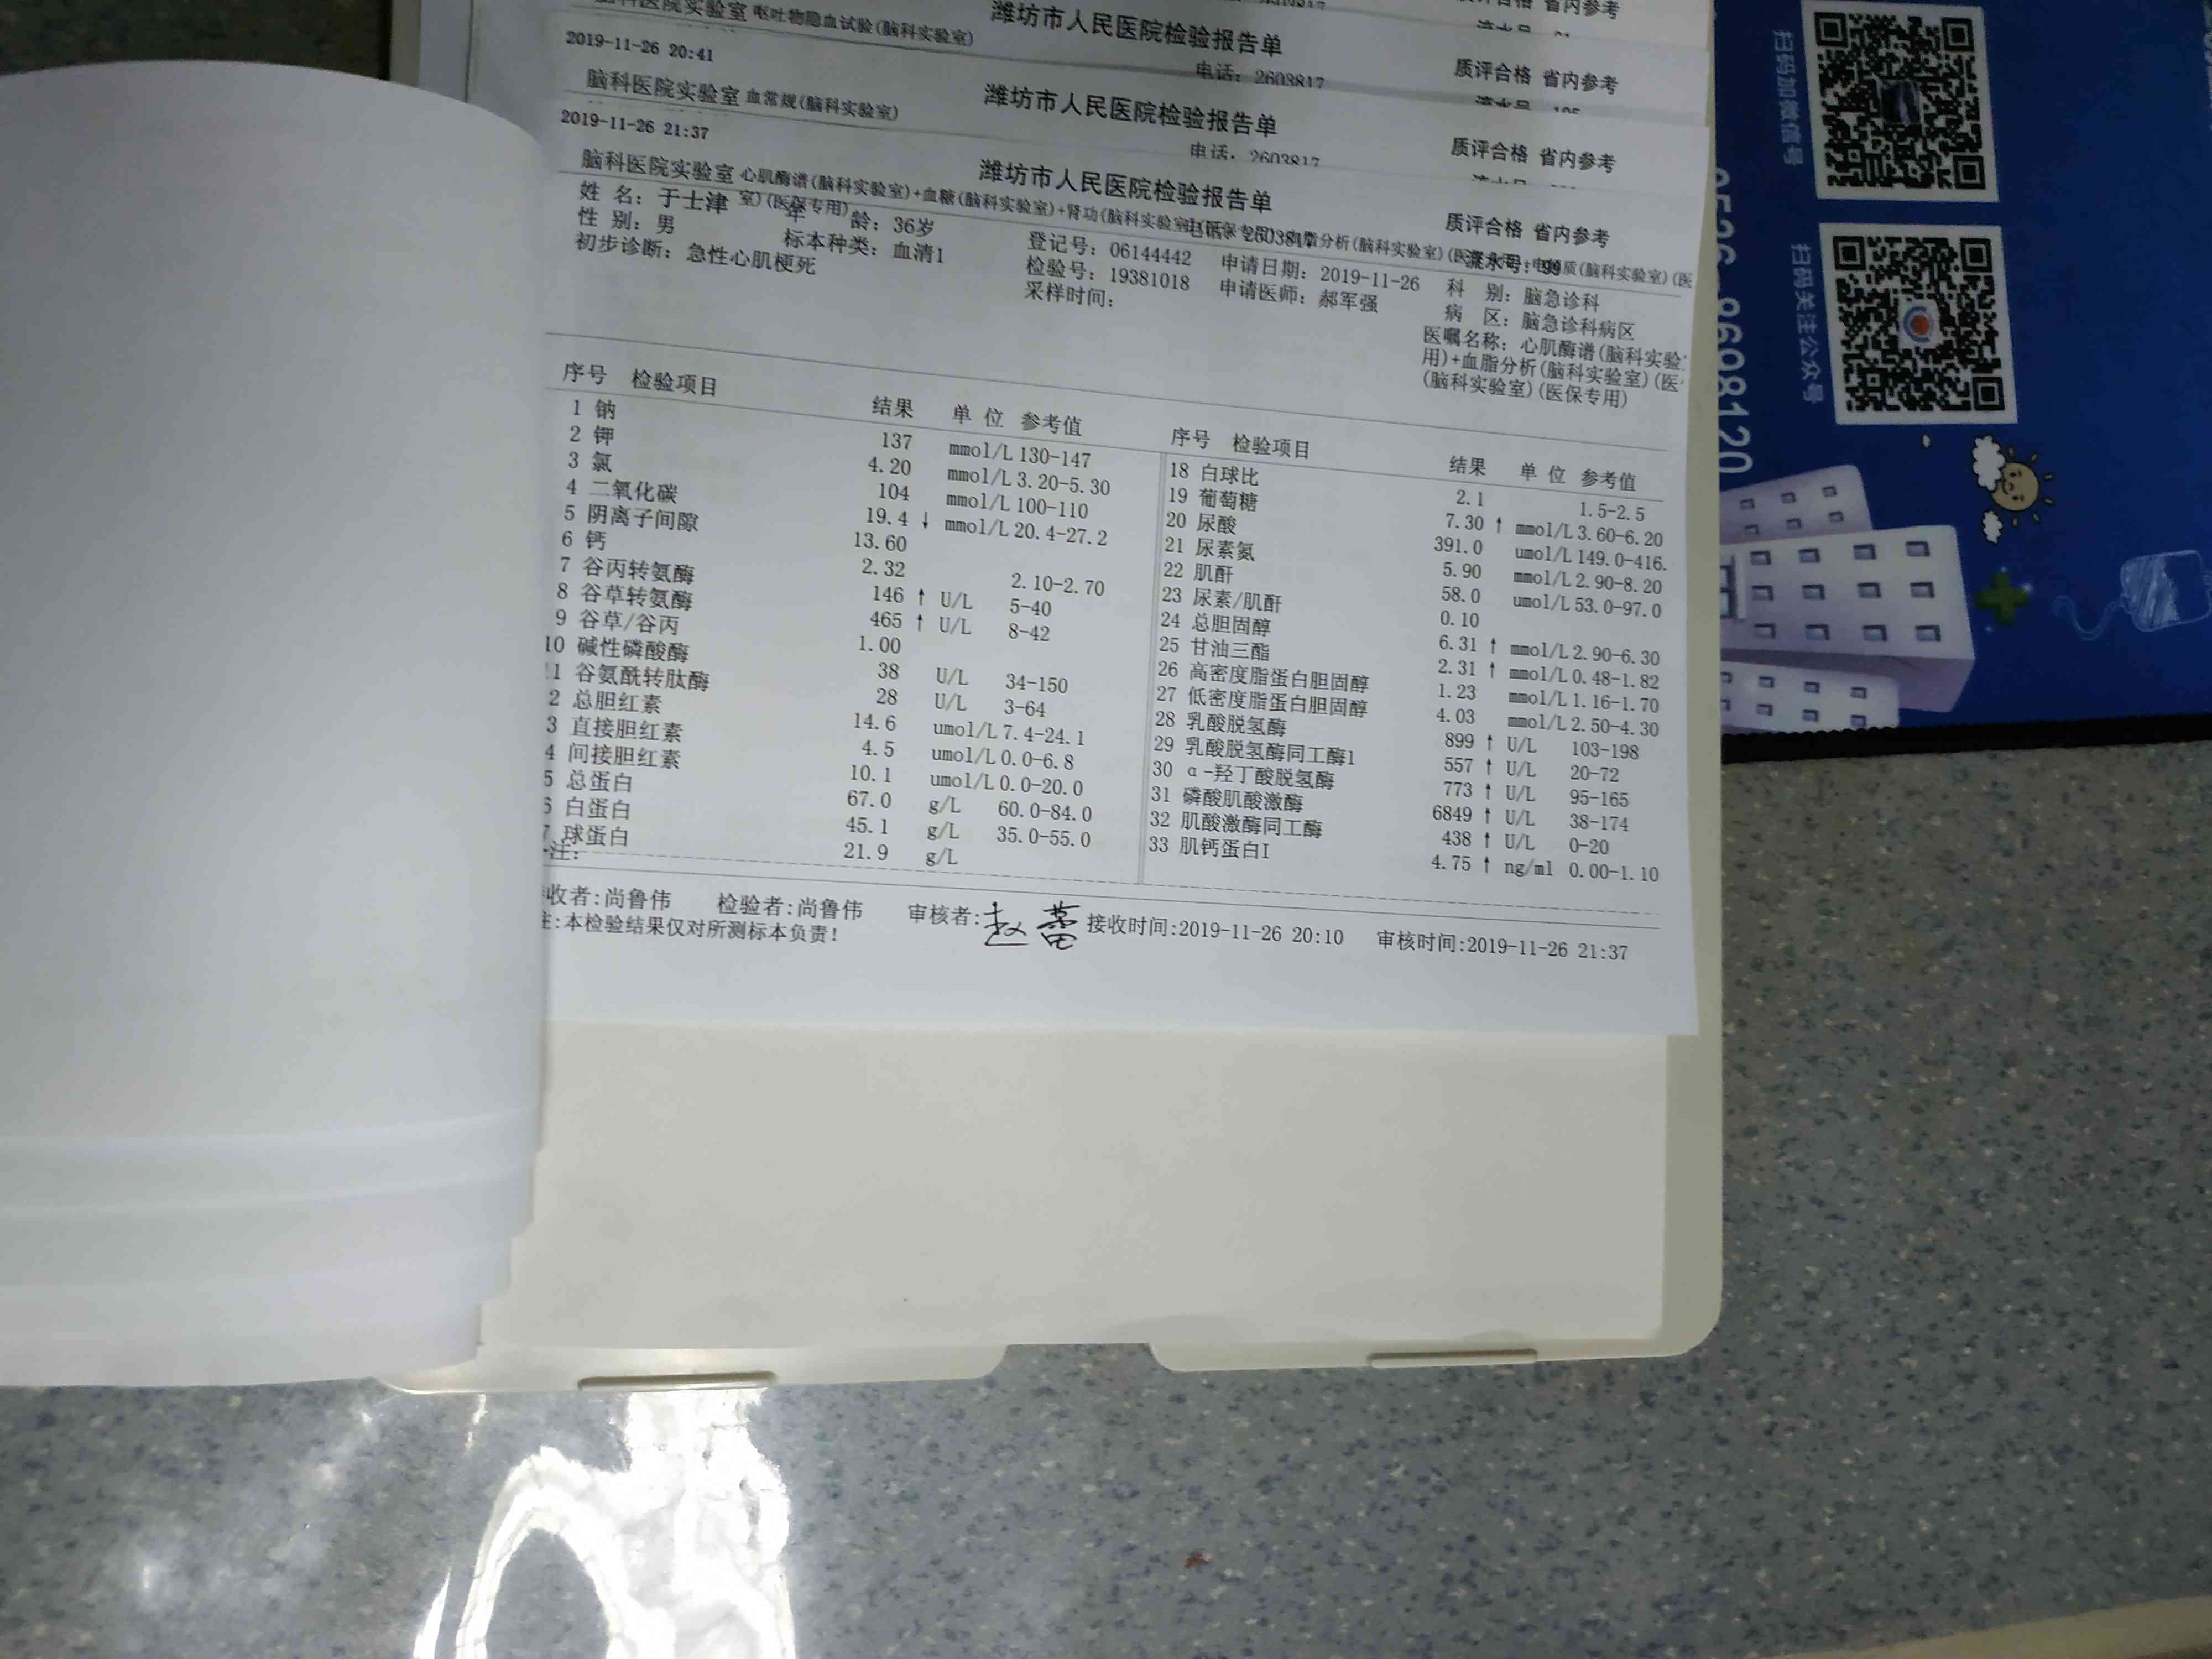 脑科医院实验室 呕吐物隐血试验(脑科实验室)
潍坊市人民医院检验报告单
省内参考
2019-11-26 20:41
电话: 2603817
质评合格 省内参考
脑科医院实验室 血常规(脑科实验室)
潍坊市人民医院检验报告单
2019-11-26 21:37
电话: 2603817
质评合格 省内参考
脑科医院实验室 心肌酶谱(脑科实验室)+血糖(脑科实验室)+肾功(脑科实验室)
潍坊市人民医院检验报告单
质评合格 省内参考
室)(医保专用)
姓 名: 于士津
年 龄: 36岁
性 别: 男
标本种类: 血清1
初步诊断: 急性心肌梗死
登记号: 06144442
检验号: 19381018
采样时间:
申请日期: 2019-11-26
申请医师: 郝军强
流水号: 99
科 别: 脑急诊科
病 区: 脑急诊科病区
医嘱名称: 心肌酶谱(脑科实验
用)+血脂分析(脑科实验室)(医
(脑科实验室)(医保专用)
序号 检验项目 结果 单 位 参考值
1 钠 137 mmol/L 130-147
2 钾 4.20 mmol/L 3.20-5.30
3 氯 104 mmol/L 100-110
4 二氧化碳 19.4 ↓ mmol/L 20.4-27.2
5 阴离子间隙 13.60
6 钙 2.32 2.10-2.70
7 谷丙转氨酶 146 ↑ U/L 5-40
8 谷草转氨酶 465 ↑ U/L 8-42
9 谷草/谷丙 1.00
10 碱性磷酸酶 38 U/L 34-150
1 谷氨酰转肽酶 28 U/L 3-64
2 总胆红素 14.6 umol/L 7.4-24.1
3 直接胆红素 4.5 umol/L 0.0-6.8
4 间接胆红素 10.1 umol/L 0.0-20.0
5 总蛋白 67.0 g/L 60.0-84.0
6 白蛋白 45.1 g/L 35.0-55.0
7 球蛋白 21.9 g/L
注:
序号 检验项目 结果 单 位 参考值
18 白球比 2.1 1.5-2.5
19 葡萄糖 7.30 ↑ mmol/L 3.60-6.20
20 尿酸 391.0 umol/L 149.0-416.
21 尿素氮 5.90 mmol/L 2.90-8.20
22 肌酐 58.0 umol/L 53.0-97.0
23 尿素/肌酐 0.10
24 总胆固醇 6.31 ↑ mmol/L 2.90-6.30
25 甘油三酯 2.31 ↑ mmol/L 0.48-1.82
26 高密度脂蛋白胆固醇 1.23 mmol/L 1.16-1.70
27 低密度脂蛋白胆固醇 4.03 mmol/L 2.50-4.30
28 乳酸脱氢酶 899 ↑ U/L 103-198
29 乳酸脱氢酶同工酶1 557 ↑ U/L 20-72
30 α-羟丁酸脱氢酶 773 ↑ U/L 95-165
31 磷酸肌酸激酶 6849 ↑ U/L 38-174
32 肌酸激酶同工酶 438 ↑ U/L 0-20
33 肌钙蛋白I 4.75 ↑ ng/ml 0.00-1.10
收者:尚鲁伟 检验者:尚鲁伟 审核者:赵蕾 接收时间:2019-11-26 20:10 审核时间:2019-11-26 21:37
注:本检验结果仅对所测标本负责!
扫码加微信号
扫码关注公众号